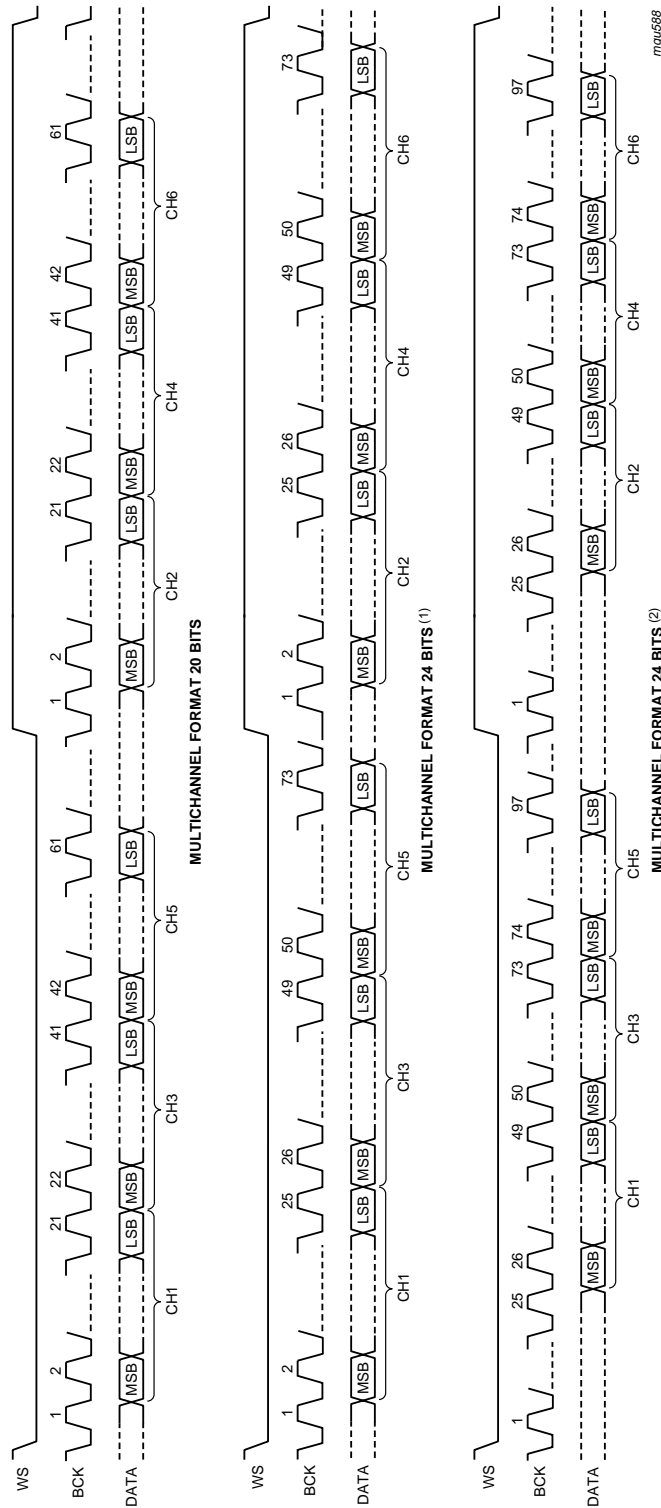 WS
BCK
1 2 21 22 41 42 61 1 2 21 22 41 42 61
DATA
MSB LSB MSB LSB MSB LSB MSB LSB MSB LSB MSB LSB
CH1 CH3 CH5 CH2 CH4 CH6
MULTICHANNEL FORMAT 20 BITS
WS
BCK
1 2 25 26 49 50 73 1 2 25 26 49 50 73
DATA
MSB LSB MSB LSB MSB LSB MSB LSB MSB LSB MSB LSB
CH1 CH3 CH5 CH2 CH4 CH6
MULTICHANNEL FORMAT 24 BITS (1)
WS
BCK
1 25 26 49 50 73 74 97 1 25 26 49 50 73 74 97
DATA
MSB LSB MSB LSB MSB LSB MSB LSB MSB LSB MSB LSB
CH1 CH3 CH5 CH2 CH4 CH6
MULTICHANNEL FORMAT 24 BITS (2)
mgu588